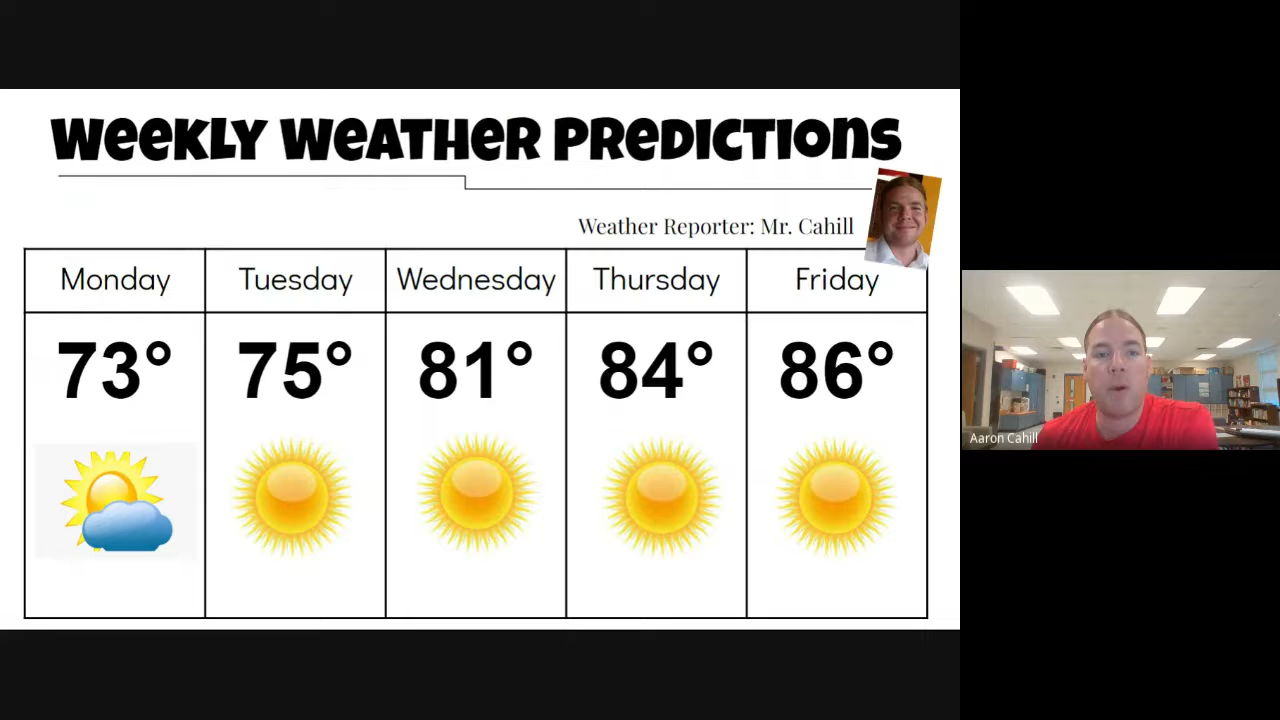 Weekly Weather Predictions
Weather Reporter: Mr. Cahill
Monday Tuesday Wednesday Thursday Friday
73° 75° 81° 84° 86°
Aaron Cahill